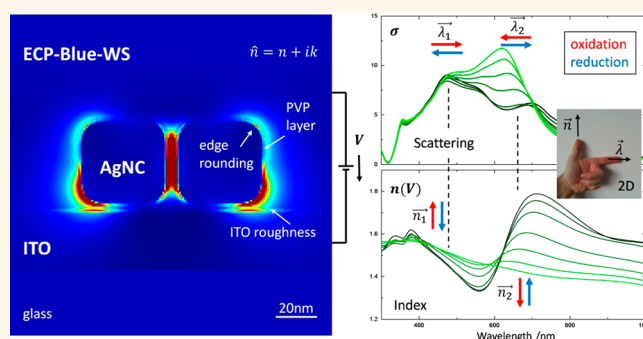 ECP-Blue-WS
n̂ = n + ik
PVP
layer
edge
rounding
AgNC
ITO roughness
ITO
glass
20nm
V
σ
15
10
5
0
λ₁
λ₂
oxidation
reduction
Scattering
n
λ
2D
n(V)
1.8
1.6
1.4
1.2
n₁
n₂
Index
400
600
800
Wavelength /nm